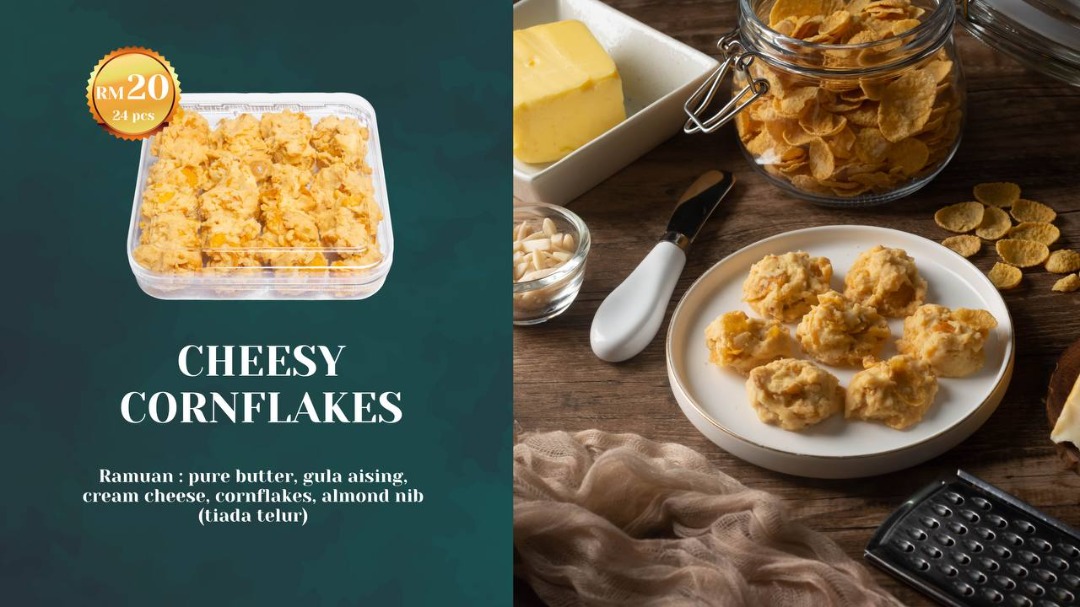 RM20
24 pcs
CHEESY
CORNFLAKES
Ramuan : pure butter, gula aising,
cream cheese, cornflakes, almond nib
(tiada telur)